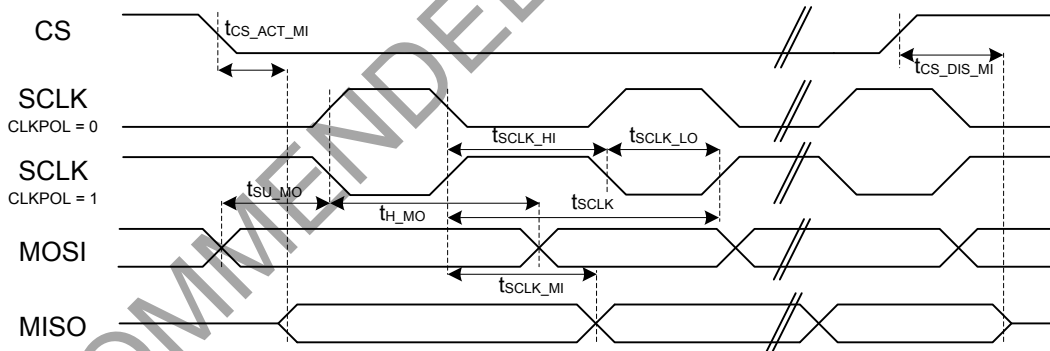 CS
tCS_ACT_MI
tCS_DIS_MI
SCLK
CLKPOL = 0
tSCLK_HI
tSCLK_LO
SCLK
CLKPOL = 1
tSU_MO
tH_MO
tSCLK
MOSI
tSCLK_MI
MISO